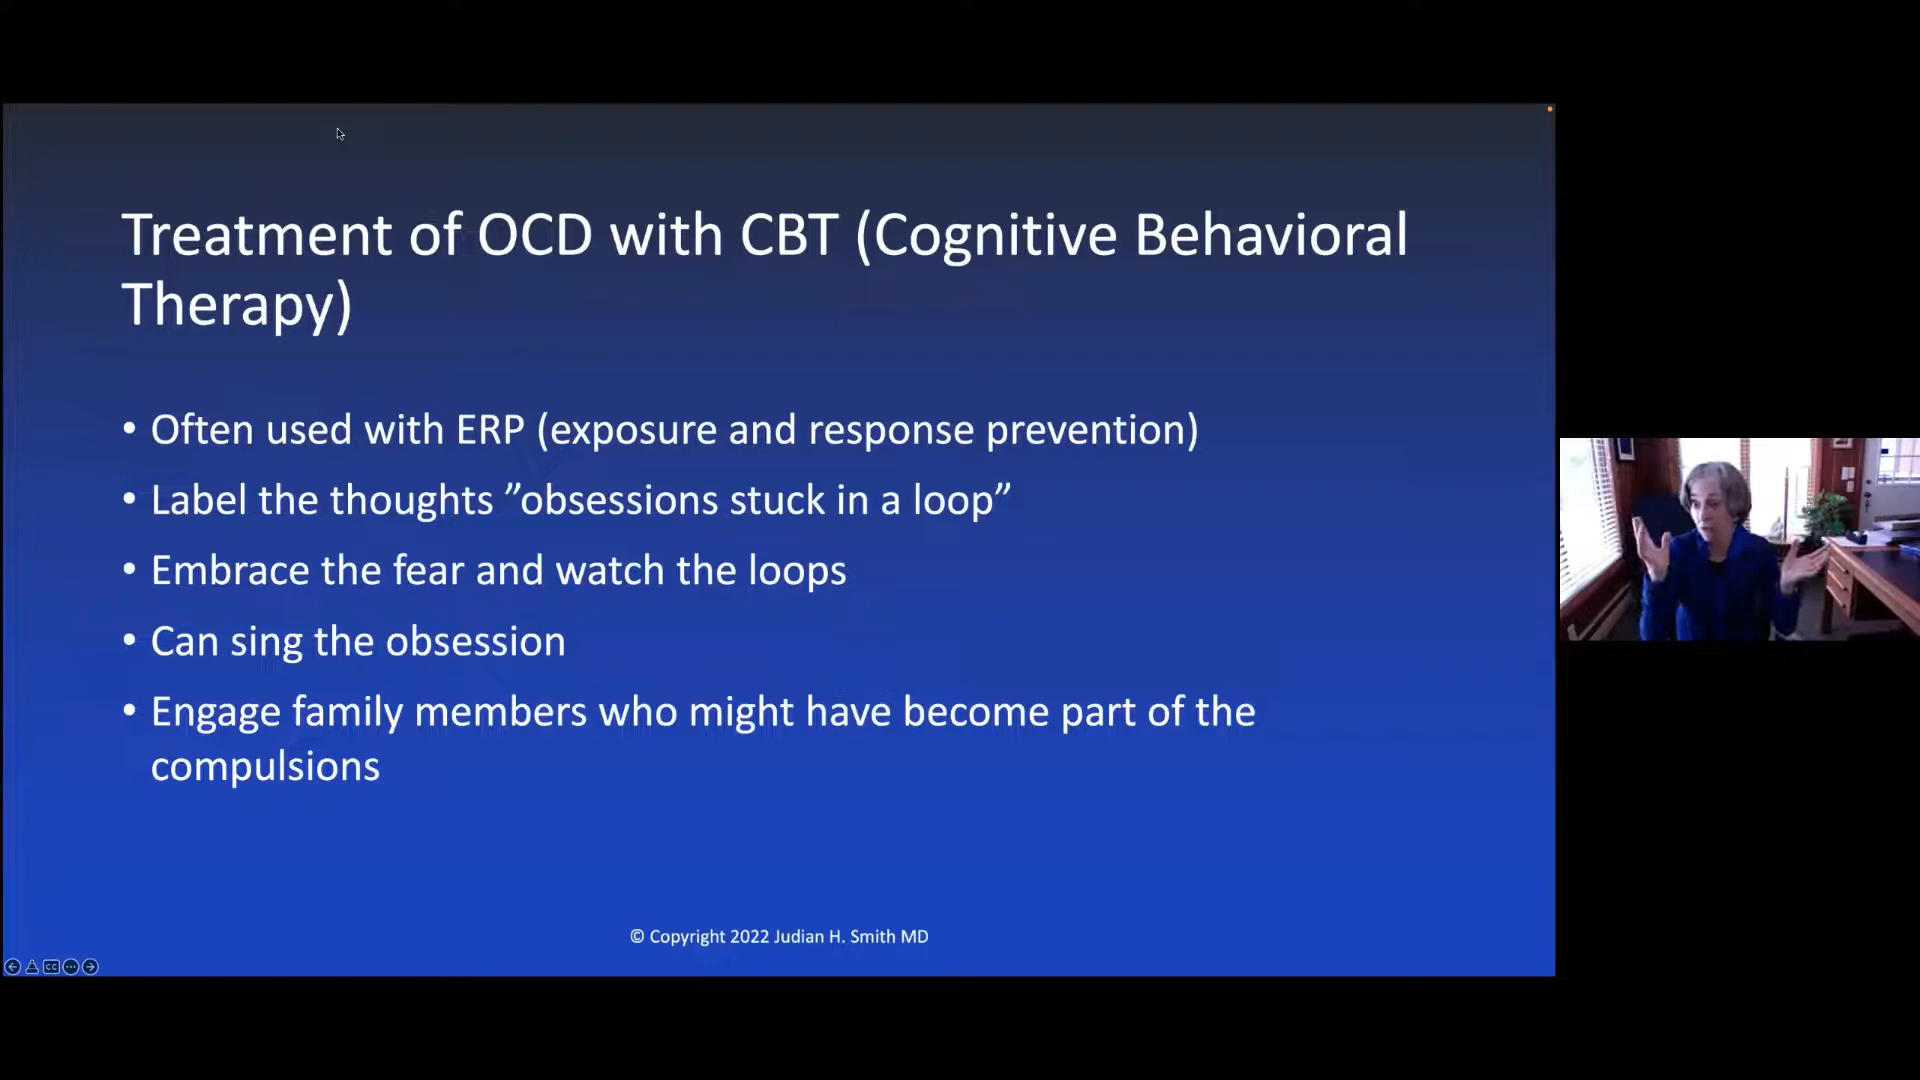 Treatment of OCD with CBT (Cognitive Behavioral
Therapy)
• Often used with ERP (exposure and response prevention)
• Label the thoughts ”obsessions stuck in a loop”
• Embrace the fear and watch the loops
• Can sing the obsession
• Engage family members who might have become part of the
compulsions
© Copyright 2022 Judian H. Smith MD
CC